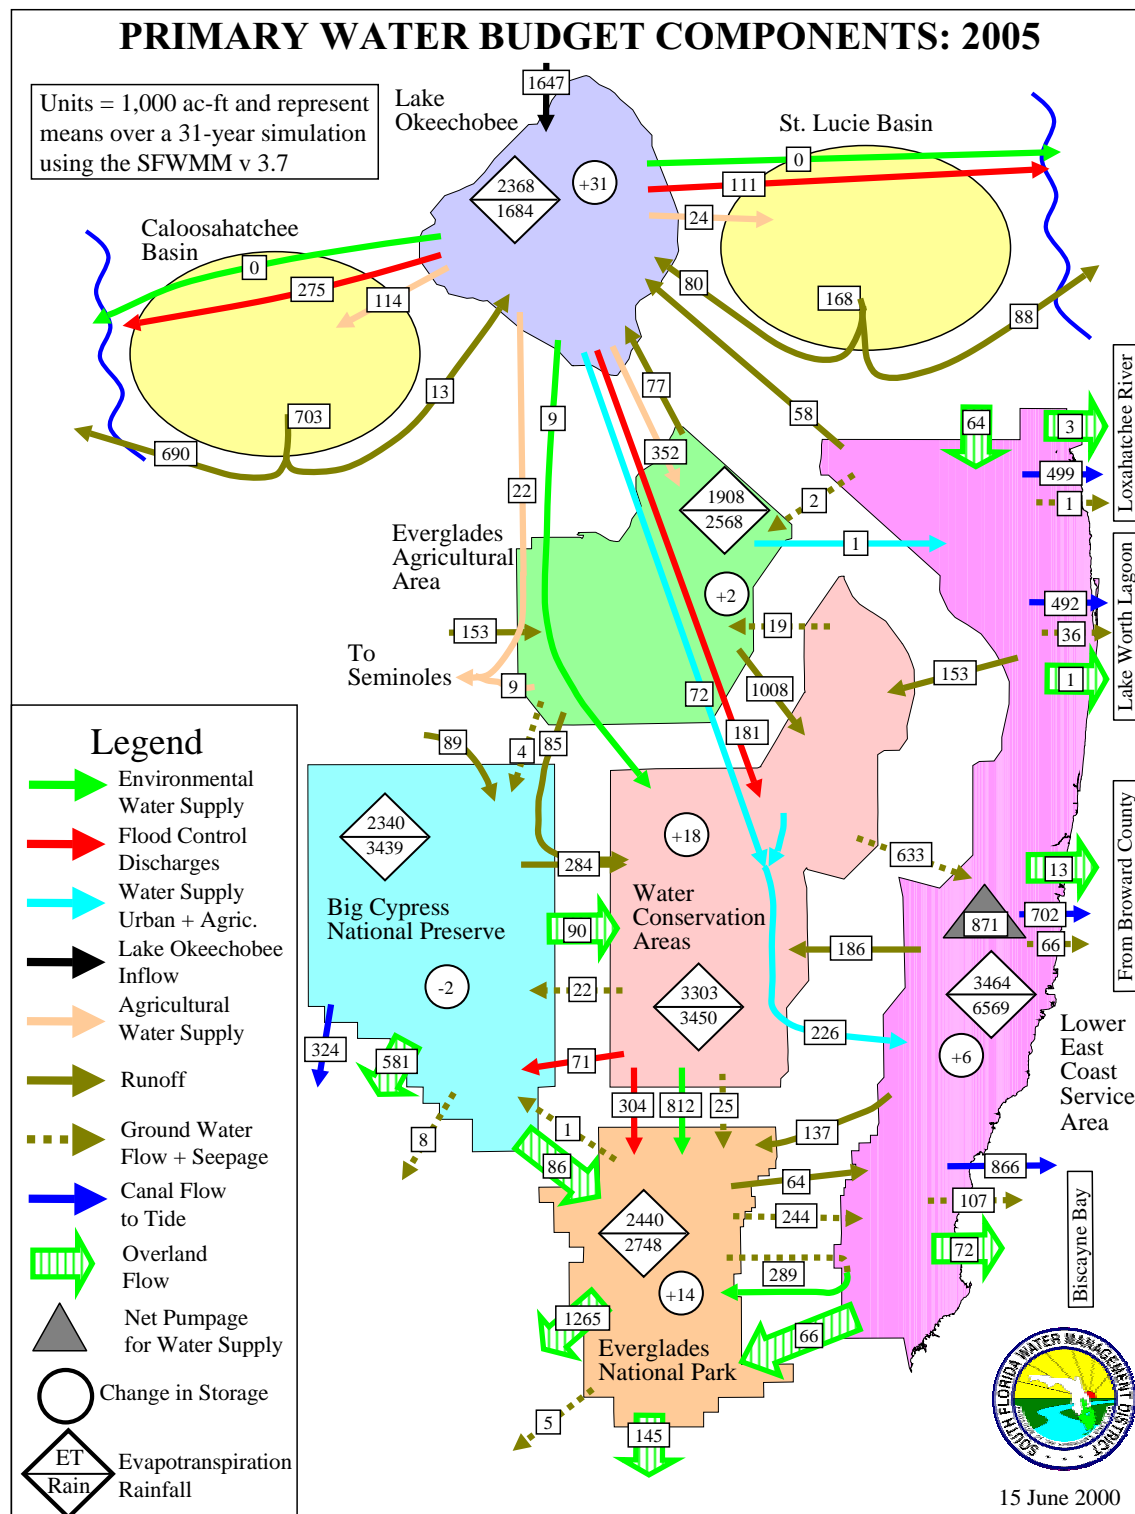 PRIMARY WATER BUDGET COMPONENTS: 2005
Units = 1,000 ac-ft and represent
means over a 31-year simulation
using the SFWMM v 3.7
Lake
Okeechobee
1647
St. Lucie Basin
2368
1684
+31
0
111
24
Caloosahatchee
Basin
0
275
114
80
168
88
13
703
690
9
77
352
58
22
64
3
499
1
Loxahatchee River
1908
2568
2
1
+2
Everglades
Agricultural
Area
492
36
1
Lake Worth Lagoon
153
19
To
Seminoles
9
72
1008
181
153
4
85
89
Legend
Environmental
Water Supply
Flood Control
Discharges
Water Supply
Urban + Agric.
Lake Okeechobee
Inflow
Agricultural
Water Supply
Runoff
Ground Water
Flow + Seepage
Canal Flow
to Tide
Overland
Flow
Net Pumpage
for Water Supply
Change in Storage
ET
Rain
Evapotranspiration
Rainfall
2340
3439
+18
284
633
13
702
66
From Broward County
871
Big Cypress
National Preserve
90
Water
Conservation
Areas
186
-2
22
3303
3450
3464
6569
226
+6
Lower
East
Coast
Service
Area
324
581
71
304
812
25
8
1
86
137
64
244
289
866
107
72
Biscayne Bay
2440
2748
+14
1265
66
Everglades
National Park
5
145
SOUTH FLORIDA WATER MANAGEMENT DISTRICT
15 June 2000